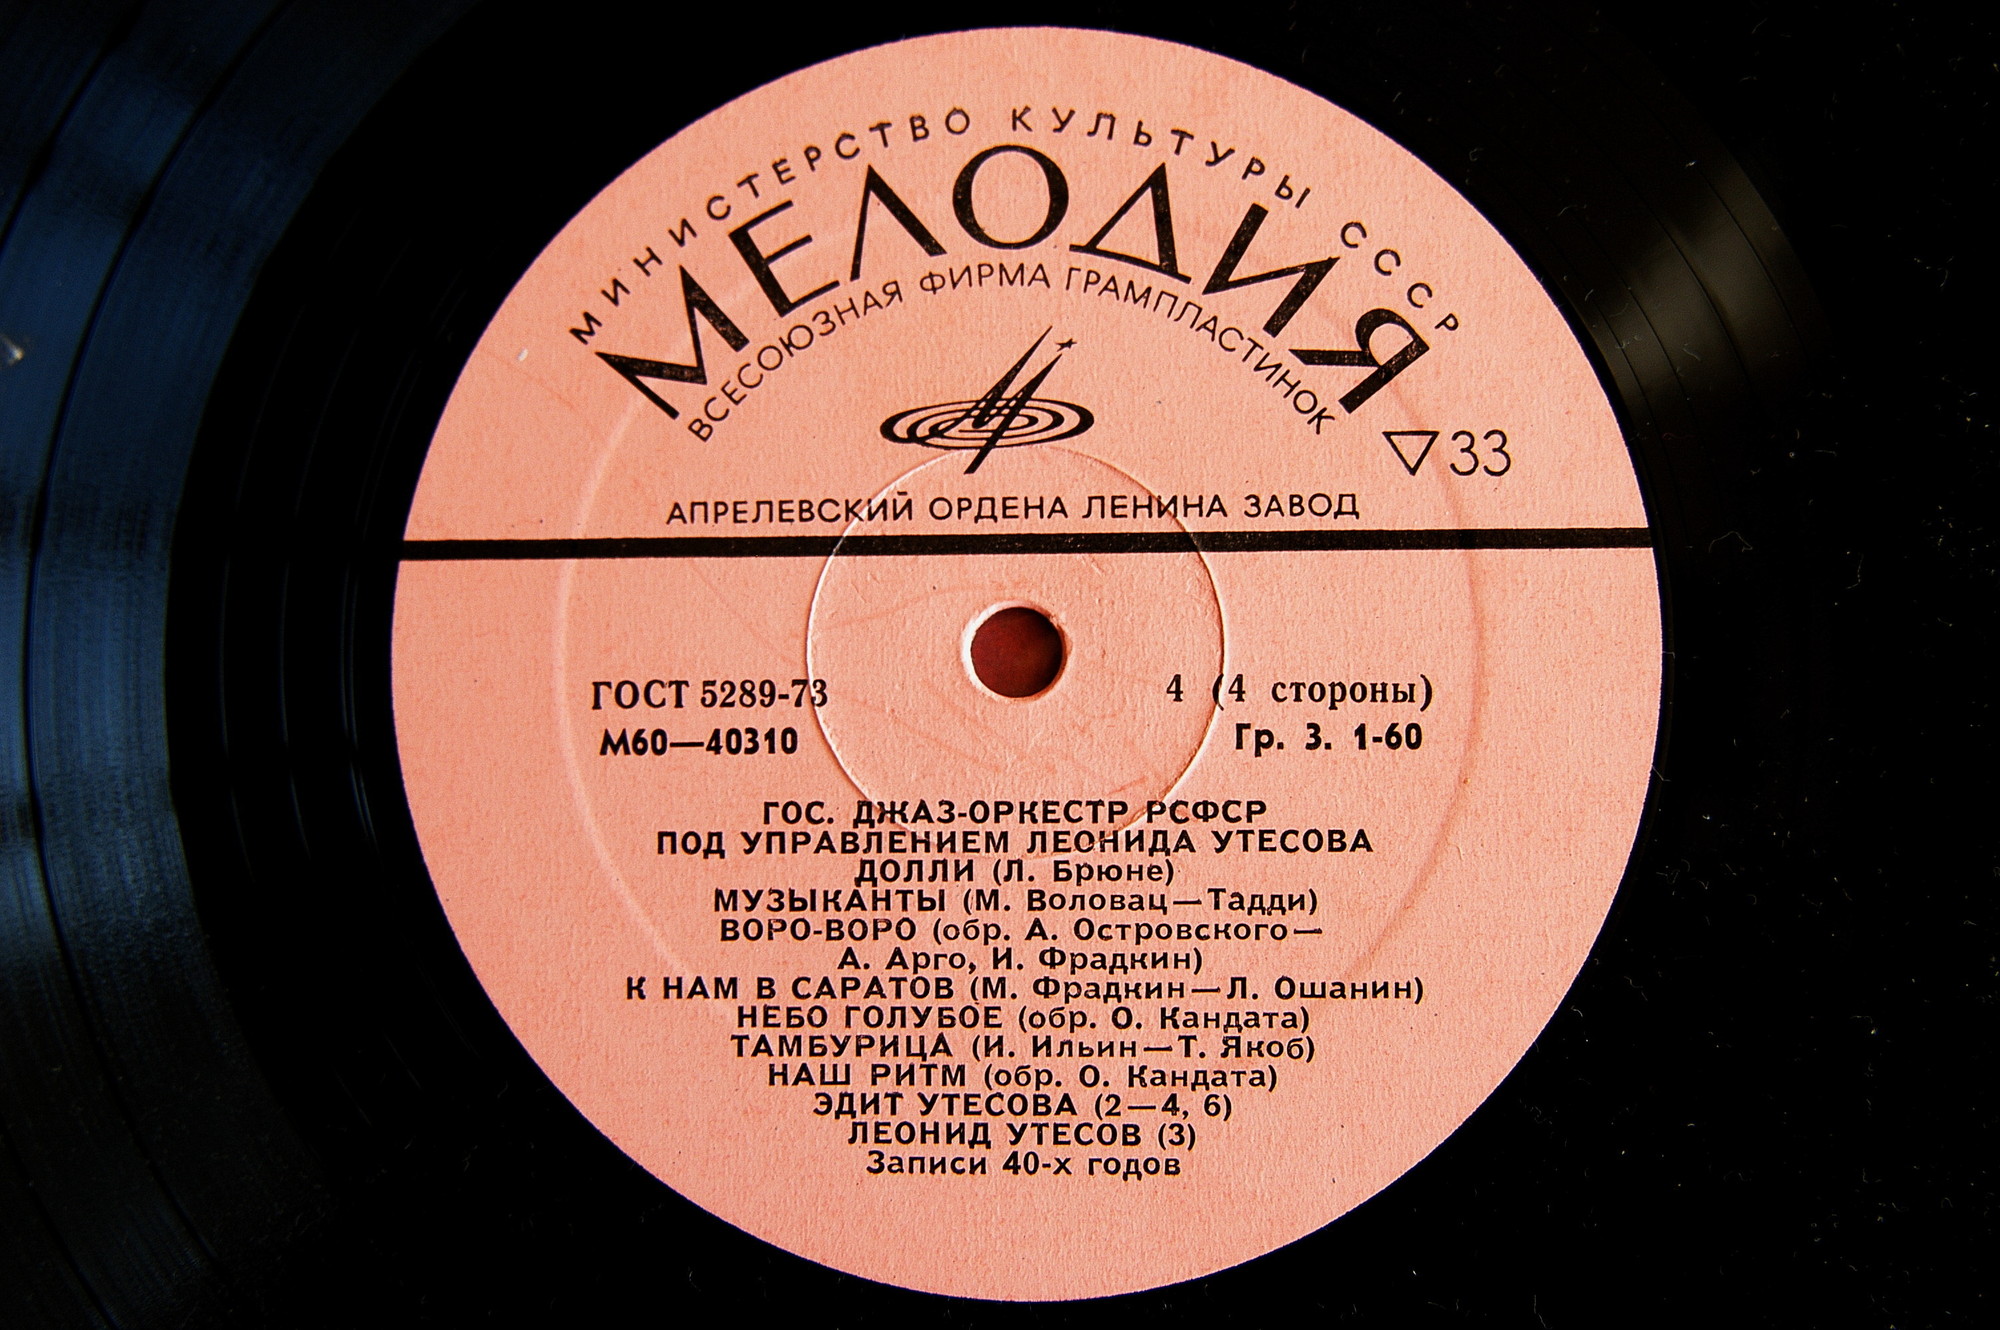 МИНИСТЕРСТВО КУЛЬТУРЫ СССР
МЕЛОДИЯ
ВСЕСОЮЗНАЯ ФИРМА ГРАМПЛАСТИНОК
33
АПРЕЛЕВСКИЙ ОРДЕНА ЛЕНИНА ЗАВОД
ГОСТ 5289-73 4 (4 стороны)
М60—40310 Гр. 3. 1-60
ГОС. ДЖАЗ-ОРКЕСТР РСФСР
ПОД УПРАВЛЕНИЕМ ЛЕОНИДА УТЕСОВА
ДОЛЛИ (Л. Брюне)
МУЗЫКАНТЫ (М. Воловац—Тадди)
ВОРО-ВОРО (обр. А. Островского—
А. Арго, И. Фрадкин)
К НАМ В САРАТОВ (М. Фрадкин—Л. Ошанин)
НЕБО ГОЛУБОЕ (обр. О. Кандата)
ТАМБУРИЦА (И. Ильин—Т. Якоб)
НАШ РИТМ (обр. О. Кандата)
ЭДИТ УТЕСОВА (2—4, 6)
ЛЕОНИД УТЕСОВ (3)
Записи 40-х годов